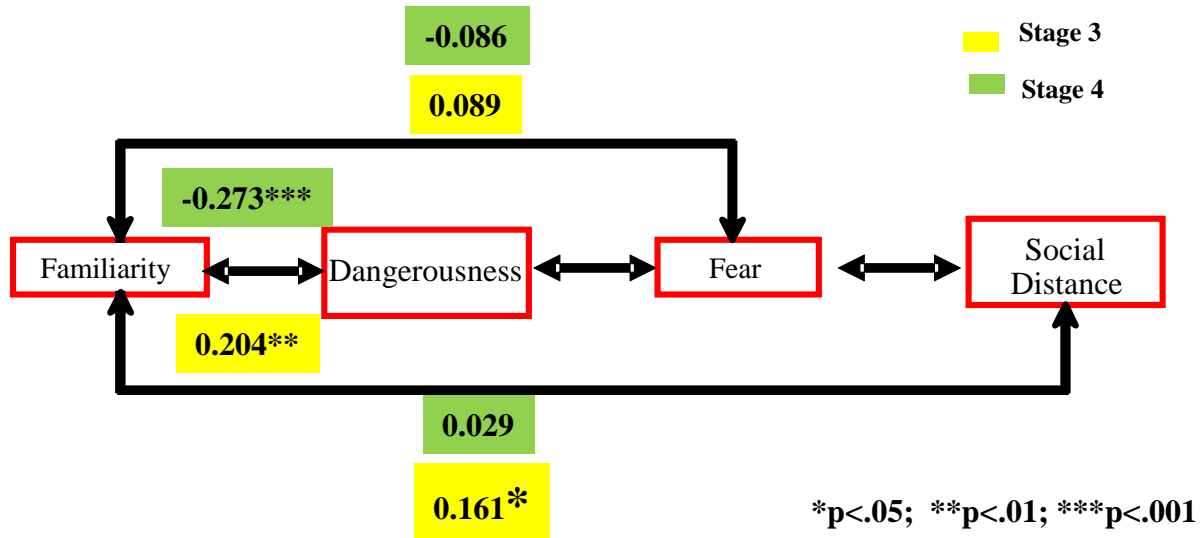 -0.086
Stage 3
Stage 4
0.089
-0.273***
Familiarity
Dangerousness
Fear
Social
Distance
0.204**
0.029
0.161*
*p<.05; **p<.01; ***p<.001